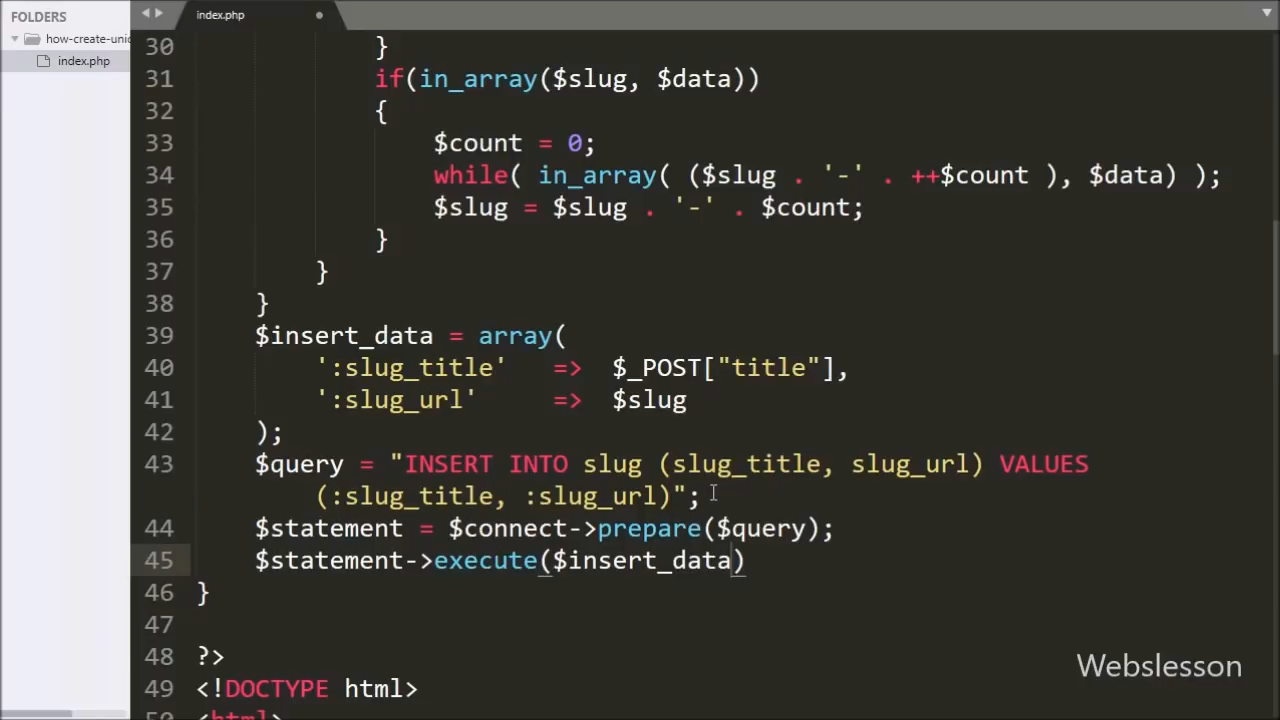 FOLDERS
how-create-unic
index.php
index.php
30 }
31 if(in_array($slug, $data))
32 {
33 $count = 0;
34 while( in_array( ($slug . '-' . ++$count ), $data) );
35 $slug = $slug . '-' . $count;
36 }
37 }
38 }
39 $insert_data = array(
40 ':slug_title' => $_POST["title"],
41 ':slug_url' => $slug
42 );
43 $query = "INSERT INTO slug (slug_title, slug_url) VALUES
(:slug_title, :slug_url)";
44 $statement = $connect->prepare($query);
45 $statement->execute($insert_data)
46 }
47
48 ?>
49 <!DOCTYPE html>
50 <html>
Webslesson